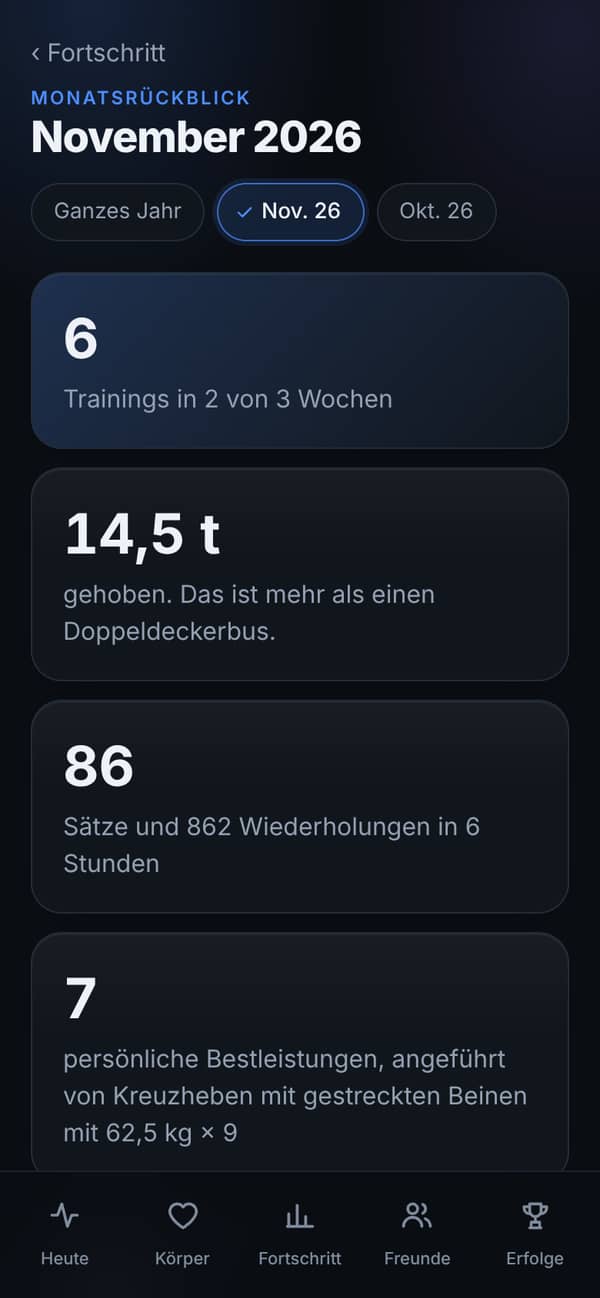 ‹ Fortschritt
MONATSRÜCKBLICK
November 2026
Ganzes Jahr
✓ Nov. 26
Okt. 26
6
Trainings in 2 von 3 Wochen
14,5 t
gehoben. Das ist mehr als einen
Doppeldeckerbus.
86
Sätze und 862 Wiederholungen in 6
Stunden
7
persönliche Bestleistungen, angeführt
von Kreuzheben mit gestreckten Beinen
mit 62,5 kg × 9
Heute
Körper
Fortschritt
Freunde
Erfolge